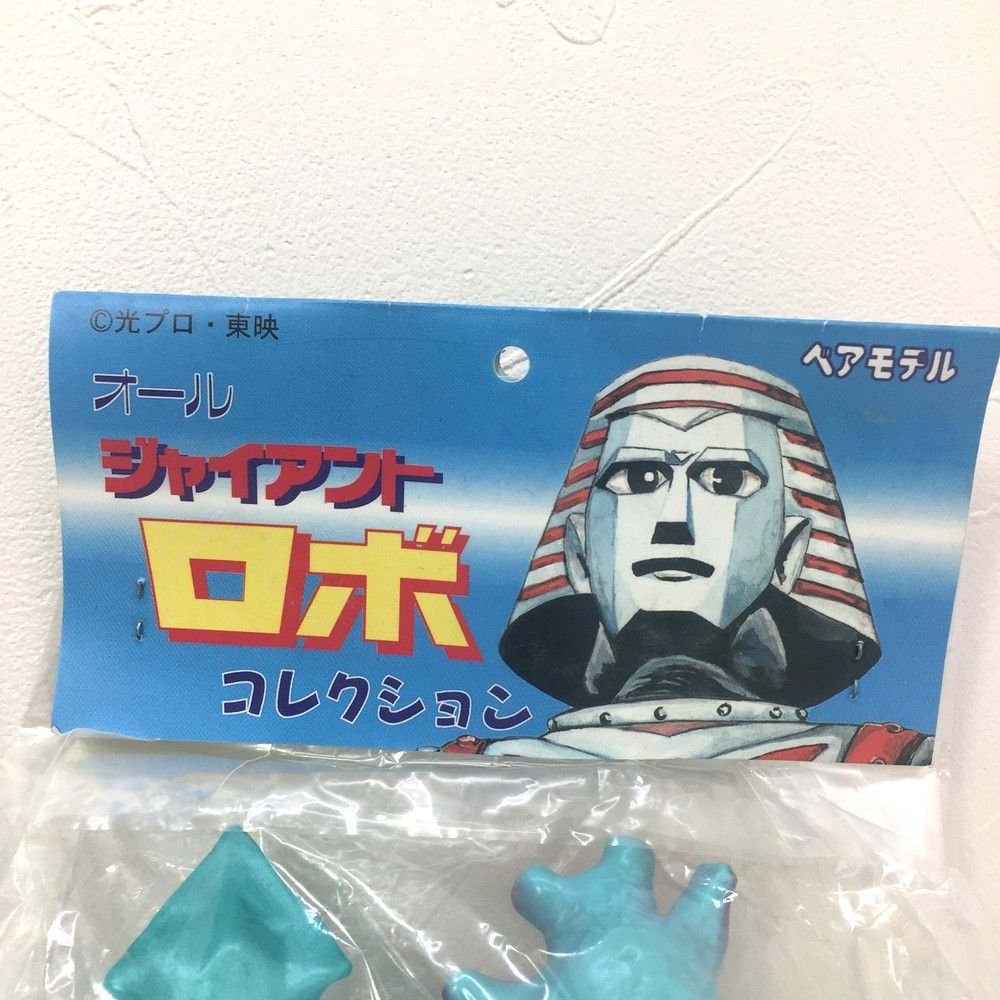 ©光プロ・東映
ベアモデル
オール
ジャイアント
ロボ
コレクション